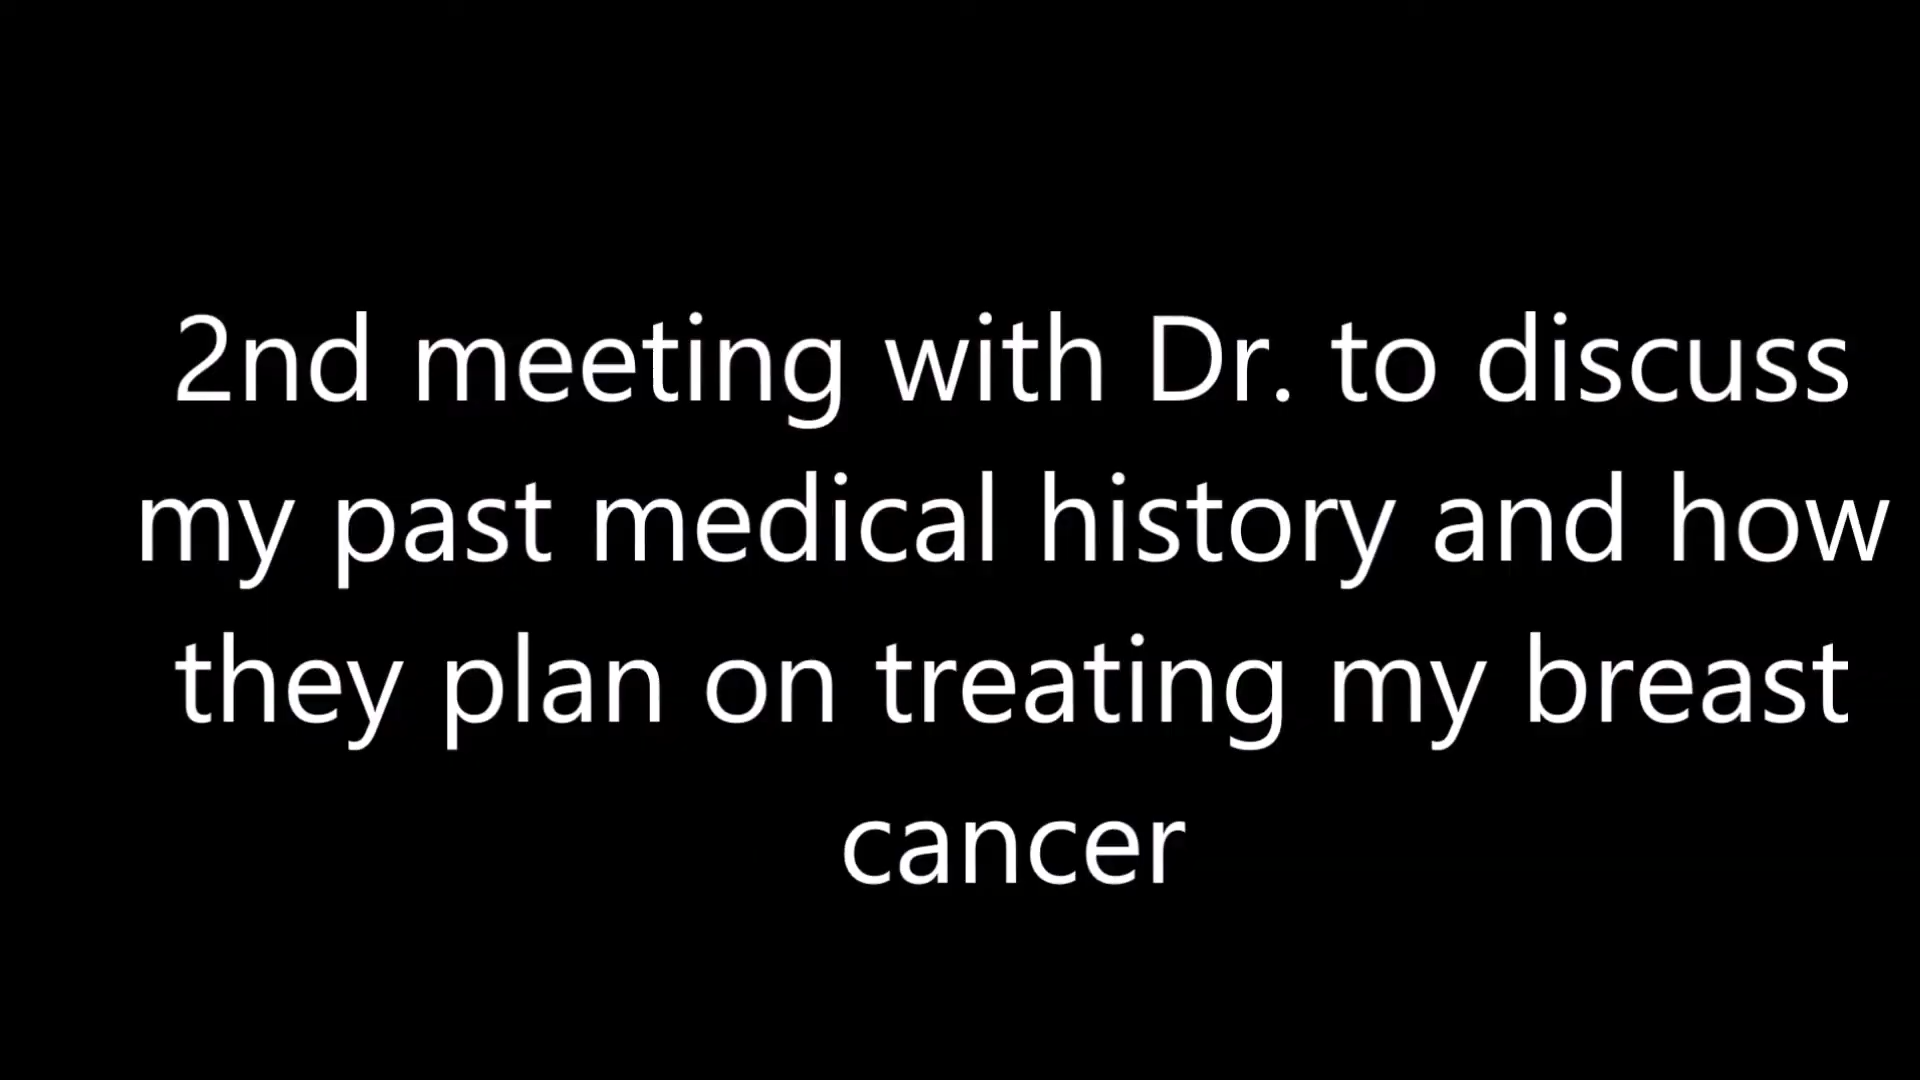 2nd meeting with Dr. to discuss
my past medical history and how
they plan on treating my breast
cancer